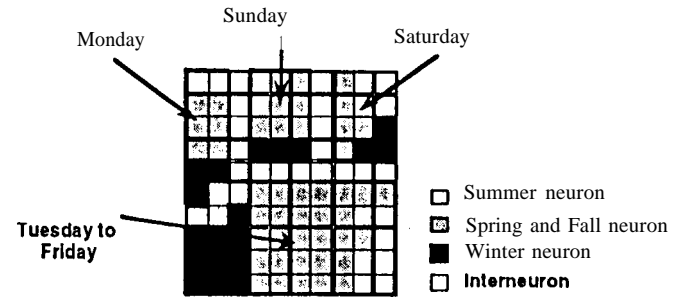 Sunday
Monday
Saturday
Tuesday to
Friday
Summer neuron
Spring and Fall neuron
Winter neuron
Interneuron